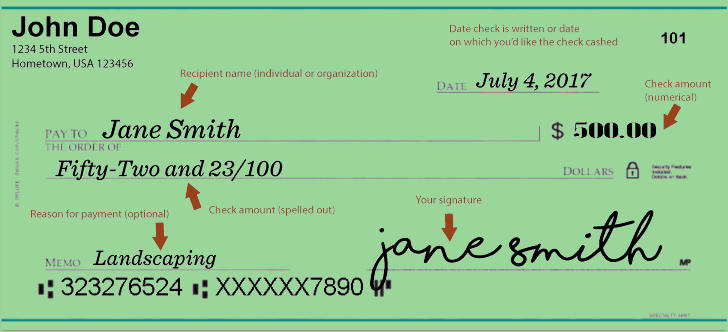 John Doe
1234 5th Street
Hometown, USA 123456
Date check is written or date
on which you'd like the check cashed
101
Recipient name (individual or organization)
DATE July 4, 2017
Check amount
(numerical)
PAY TO Jane Smith
THE ORDER OF
$ 500.00
Fifty-Two and 23/100
DOLLARS
Security Features
Included.
Details on Back.
Reason for payment (optional)
Check amount (spelled out)
Your signature
MEMO Landscaping
jane smith
MP
323276524 XXXXXX7890